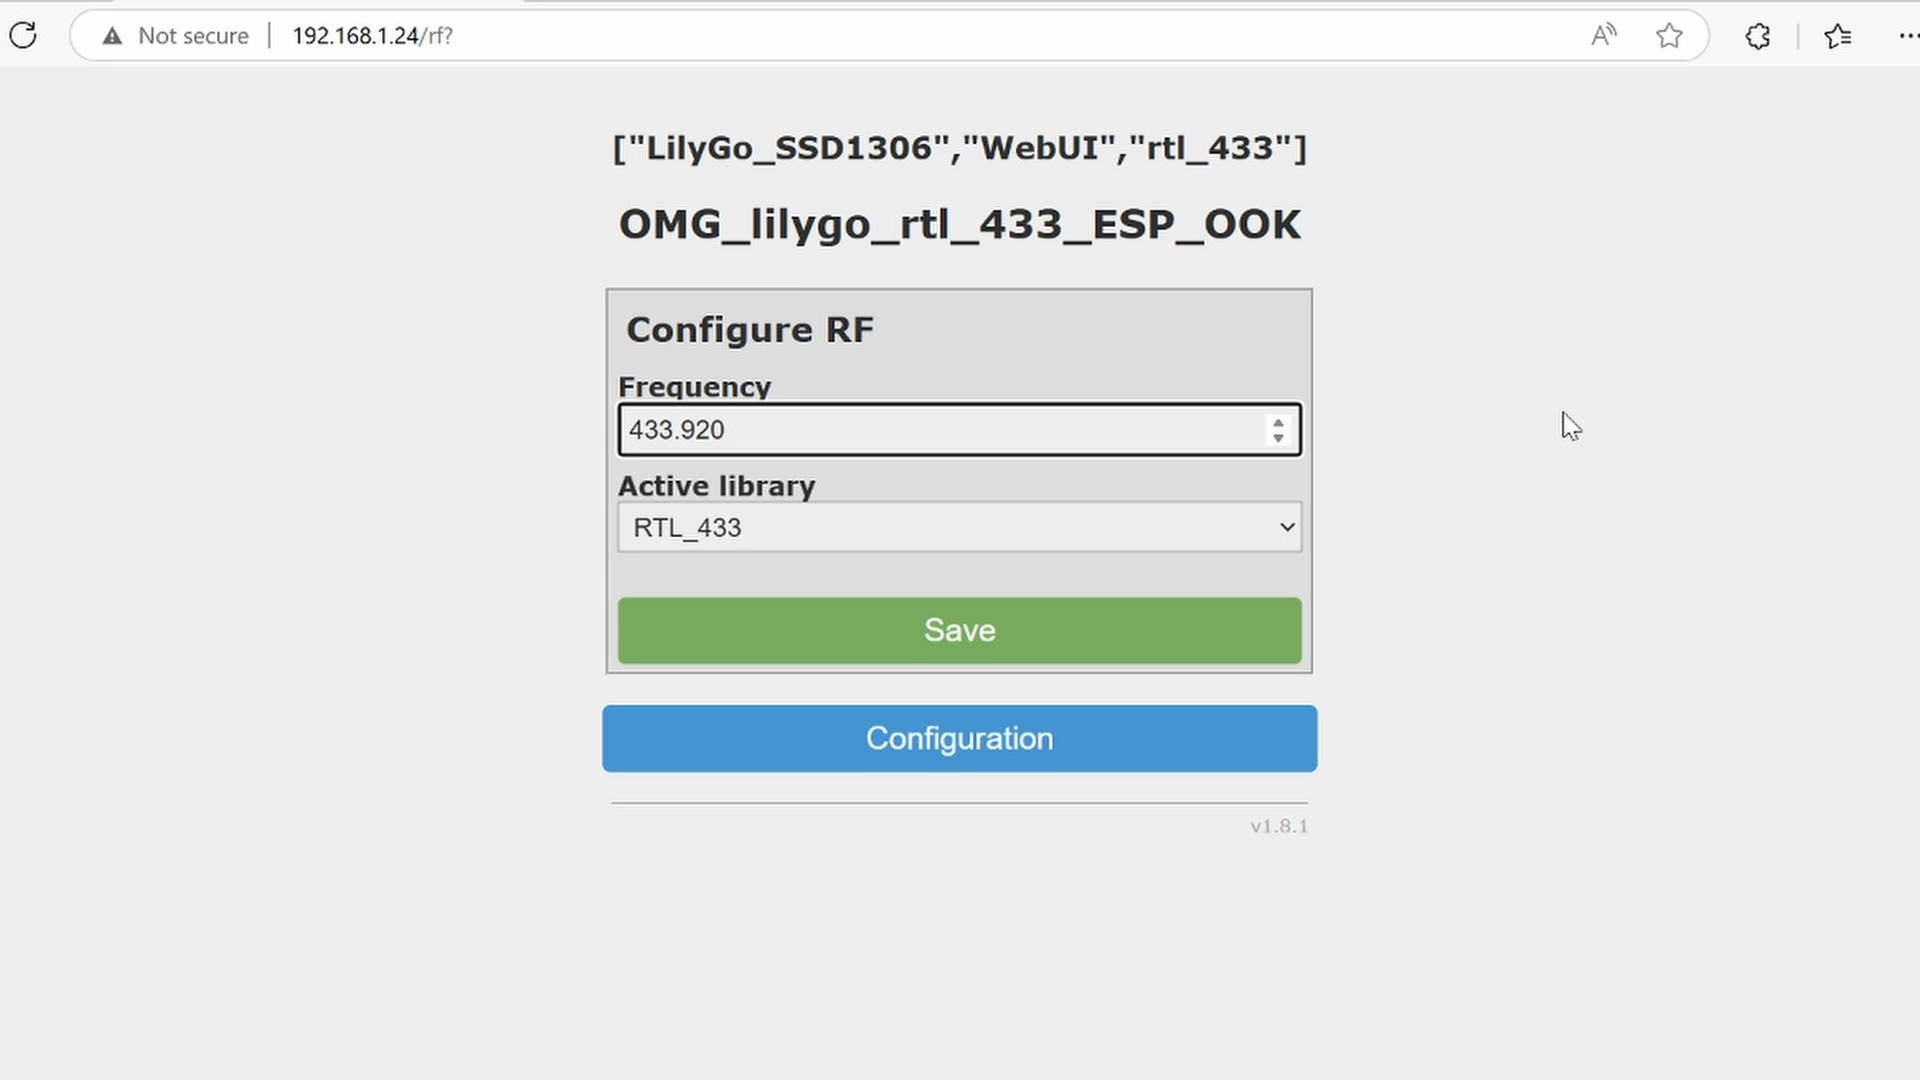 Not secure
192.168.1.24/rf?
["LilyGo_SSD1306","WebUI","rtl_433"]
OMG_lilygo_rtl_433_ESP_OOK
Configure RF
Frequency
433.920
Active library
RTL_433
Save
Configuration
v1.8.1